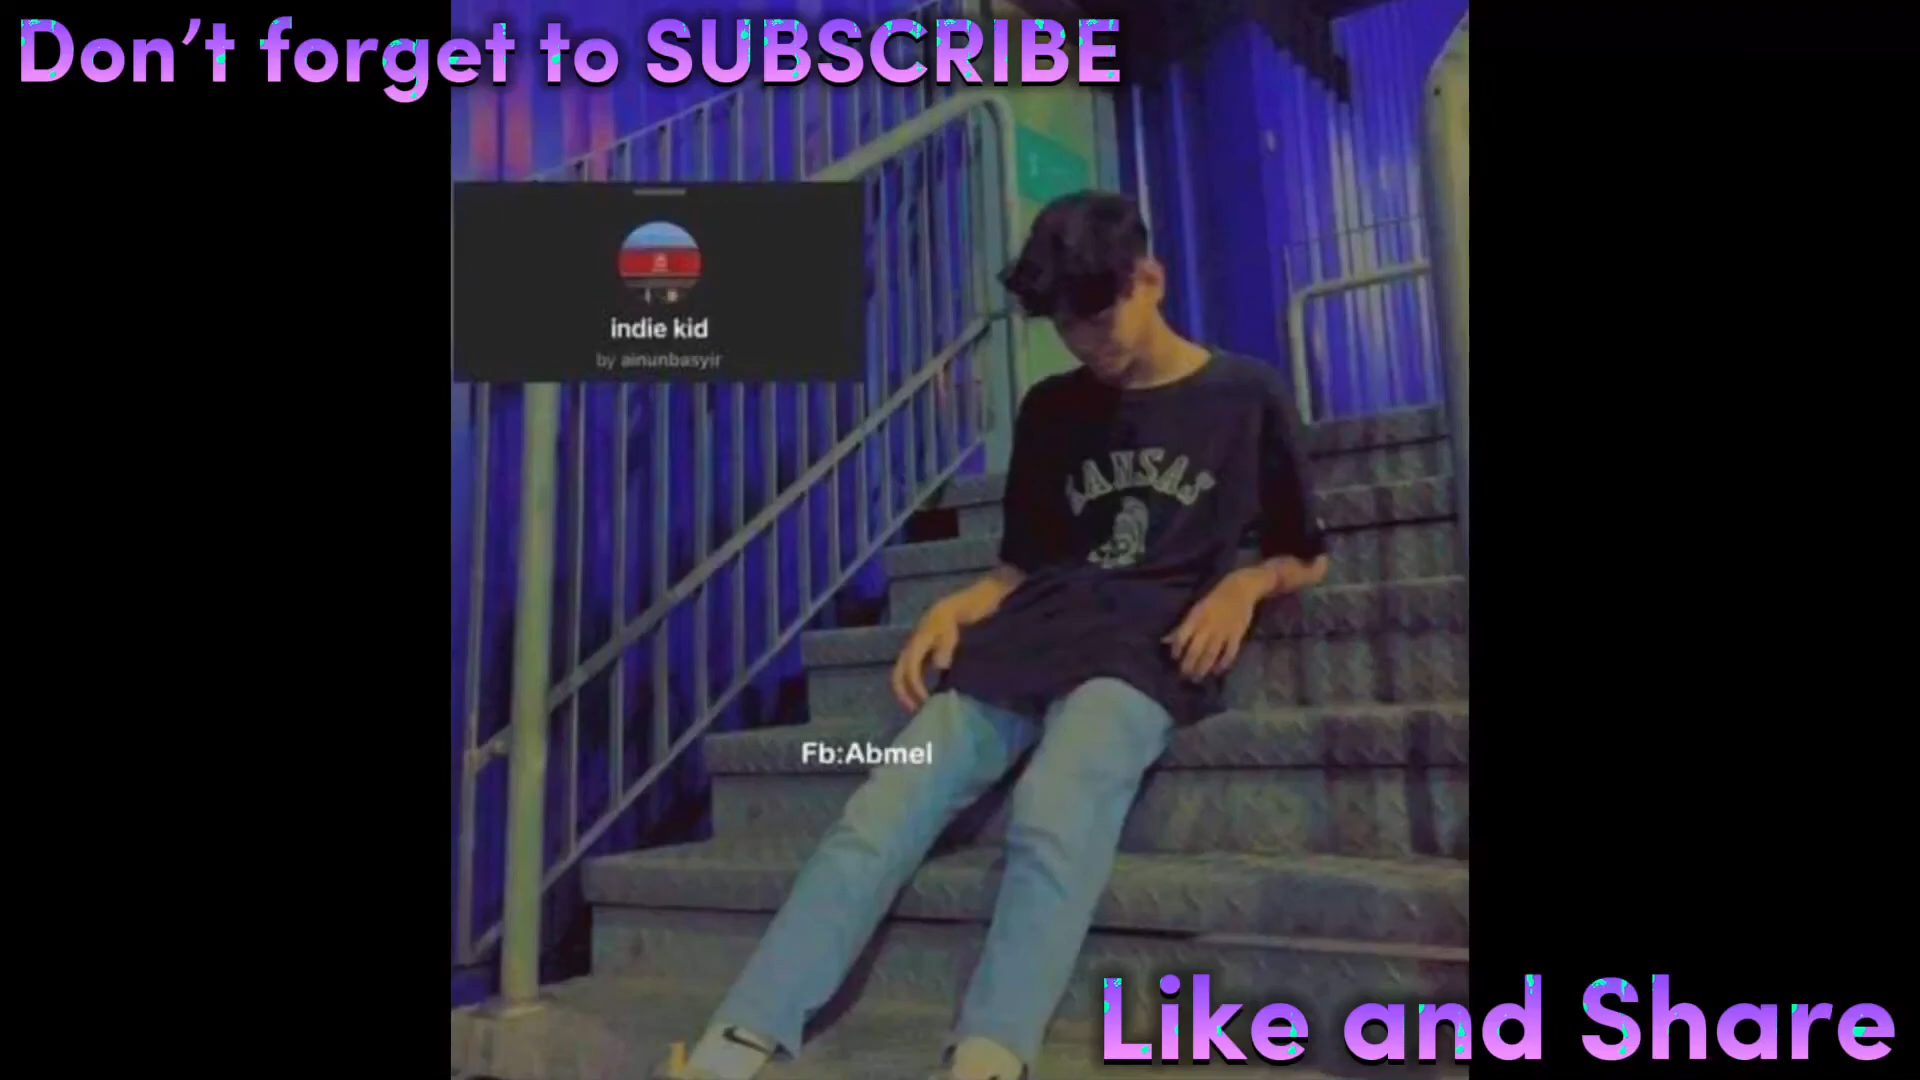 Don't forget to SUBSCRIBE
indie kid
by ainunbasyir
KANSAS
Fb:Abmel
Like and Share